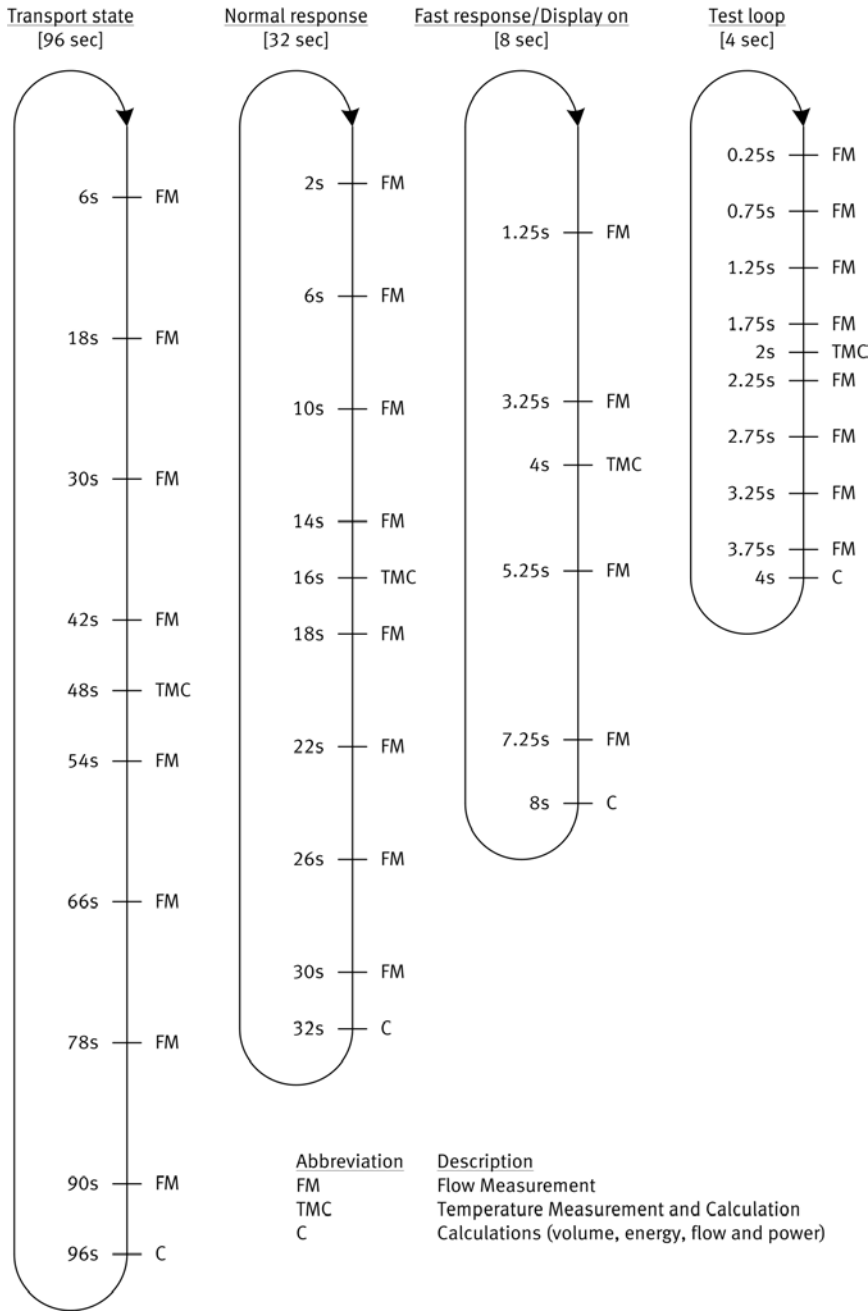 Transport state
[96 sec]
6s FM
18s FM
30s FM
42s FM
48s TMC
54s FM
66s FM
78s FM
90s FM
96s C
Normal response
[32 sec]
2s FM
6s FM
10s FM
14s FM
16s TMC
18s FM
22s FM
26s FM
30s FM
32s C
Fast response/Display on
[8 sec]
1.25s FM
3.25s FM
4s TMC
5.25s FM
7.25s FM
8s C
Test loop
[4 sec]
0.25s FM
0.75s FM
1.25s FM
1.75s FM
2s TMC
2.25s FM
2.75s FM
3.25s FM
3.75s FM
4s C
Abbreviation Description
FM Flow Measurement
TMC Temperature Measurement and Calculation
C Calculations (volume, energy, flow and power)